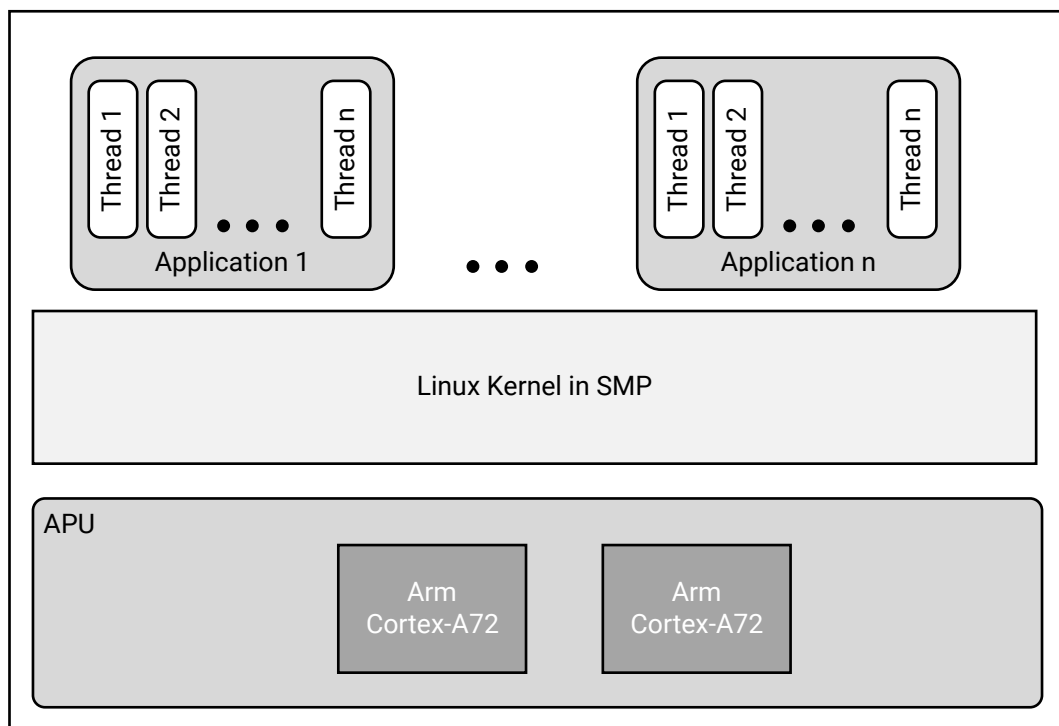 Thread 1
Thread 2
Thread n
Application 1
Thread 1
Thread 2
Thread n
Application n
Linux Kernel in SMP
APU
Arm
Cortex-A72
Arm
Cortex-A72